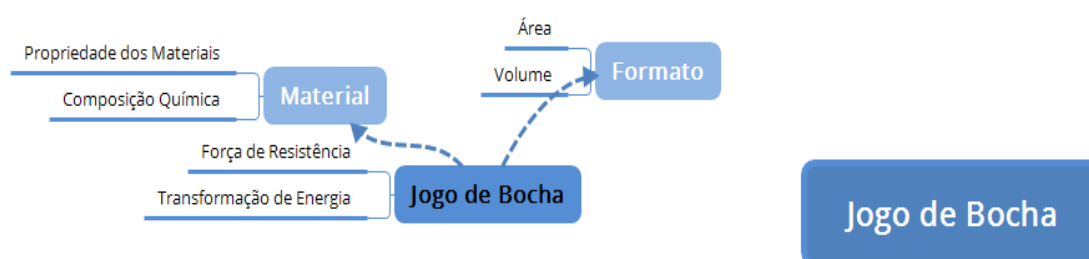 Área
Propriedade dos Materiais
Volume
Formato
Material
Composição Química
Força de Resistência
Transformação de Energia
Jogo de Bocha
Jogo de Bocha